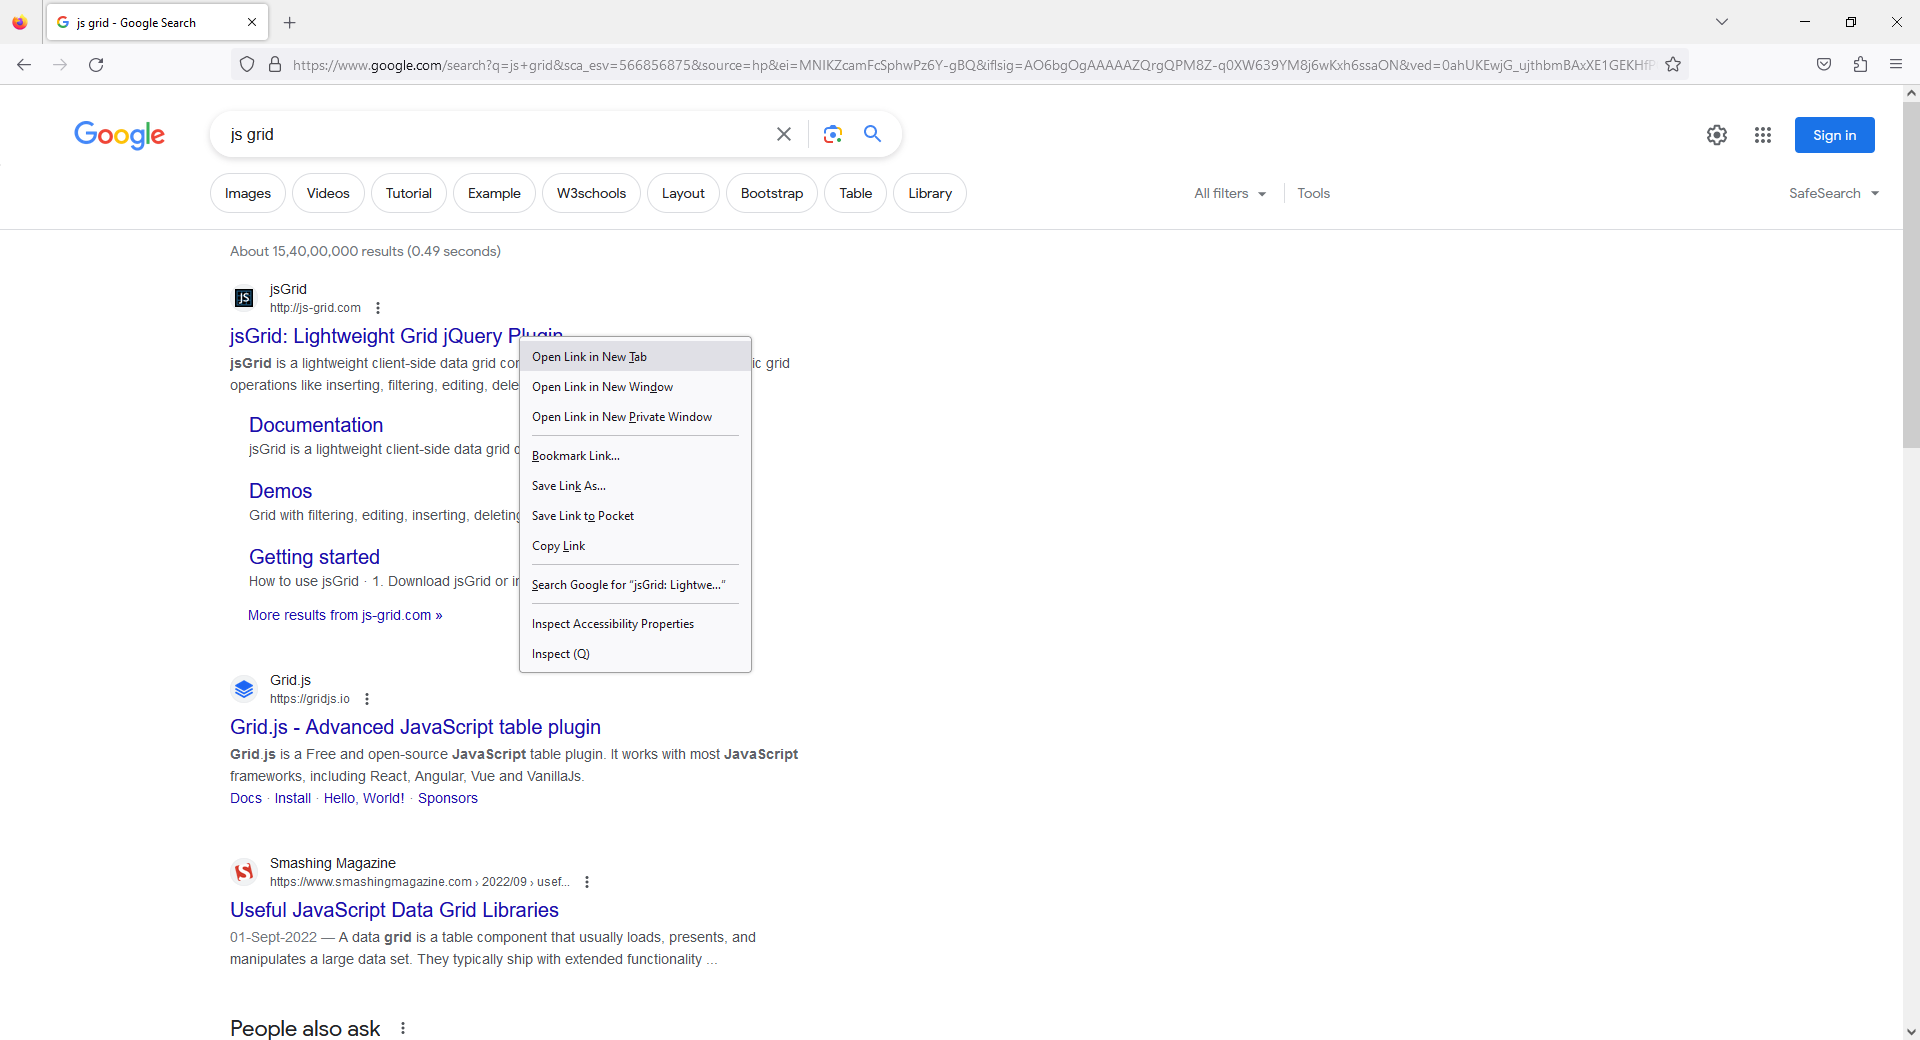 js grid - Google Search
https://www.google.com/search?q=js+grid&sca_esv=566856875&source=hp&ei=MNIKZcamFcSphwPz6Y-gBQ&iflsig=AO6bgOgAAAAAZQrgQPM8Z-q0XW639YM8j6wKxh6ssaON&ved=0ahUKEwjG_ujthbmBAxXE1GEKHf
Google
js grid
Sign in
Images Videos Tutorial Example W3schools Layout Bootstrap Table Library All filters Tools SafeSearch
About 15,40,00,000 results (0.49 seconds)
JS
jsGrid
http://js-grid.com
jsGrid: Lightweight Grid jQuery Plugin
jsGrid is a lightweight client-side data grid ic grid
operations like inserting, filtering, editing,
Documentation
jsGrid is a lightweight client-side data grid
Demos
Grid with filtering, editing, inserting, deleting
Getting started
How to use jsGrid · 1. Download jsGrid or
More results from js-grid.com »
Open Link in New Tab
Open Link in New Window
Open Link in New Private Window
Bookmark Link...
Save Link As...
Save Link to Pocket
Copy Link
Search Google for “jsGrid: Lightwe...”
Inspect Accessibility Properties
Inspect (Q)
Grid.js
https://gridjs.io
Grid.js - Advanced JavaScript table plugin
Grid.js is a Free and open-source JavaScript table plugin. It works with most JavaScript
frameworks, including React, Angular, Vue and VanillaJs.
Docs · Install · Hello, World! · Sponsors
Smashing Magazine
https://www.smashingmagazine.com › 2022/09 › usef...
Useful JavaScript Data Grid Libraries
01-Sept-2022 — A data grid is a table component that usually loads, presents, and
manipulates a large data set. They typically ship with extended functionality ...
People also ask